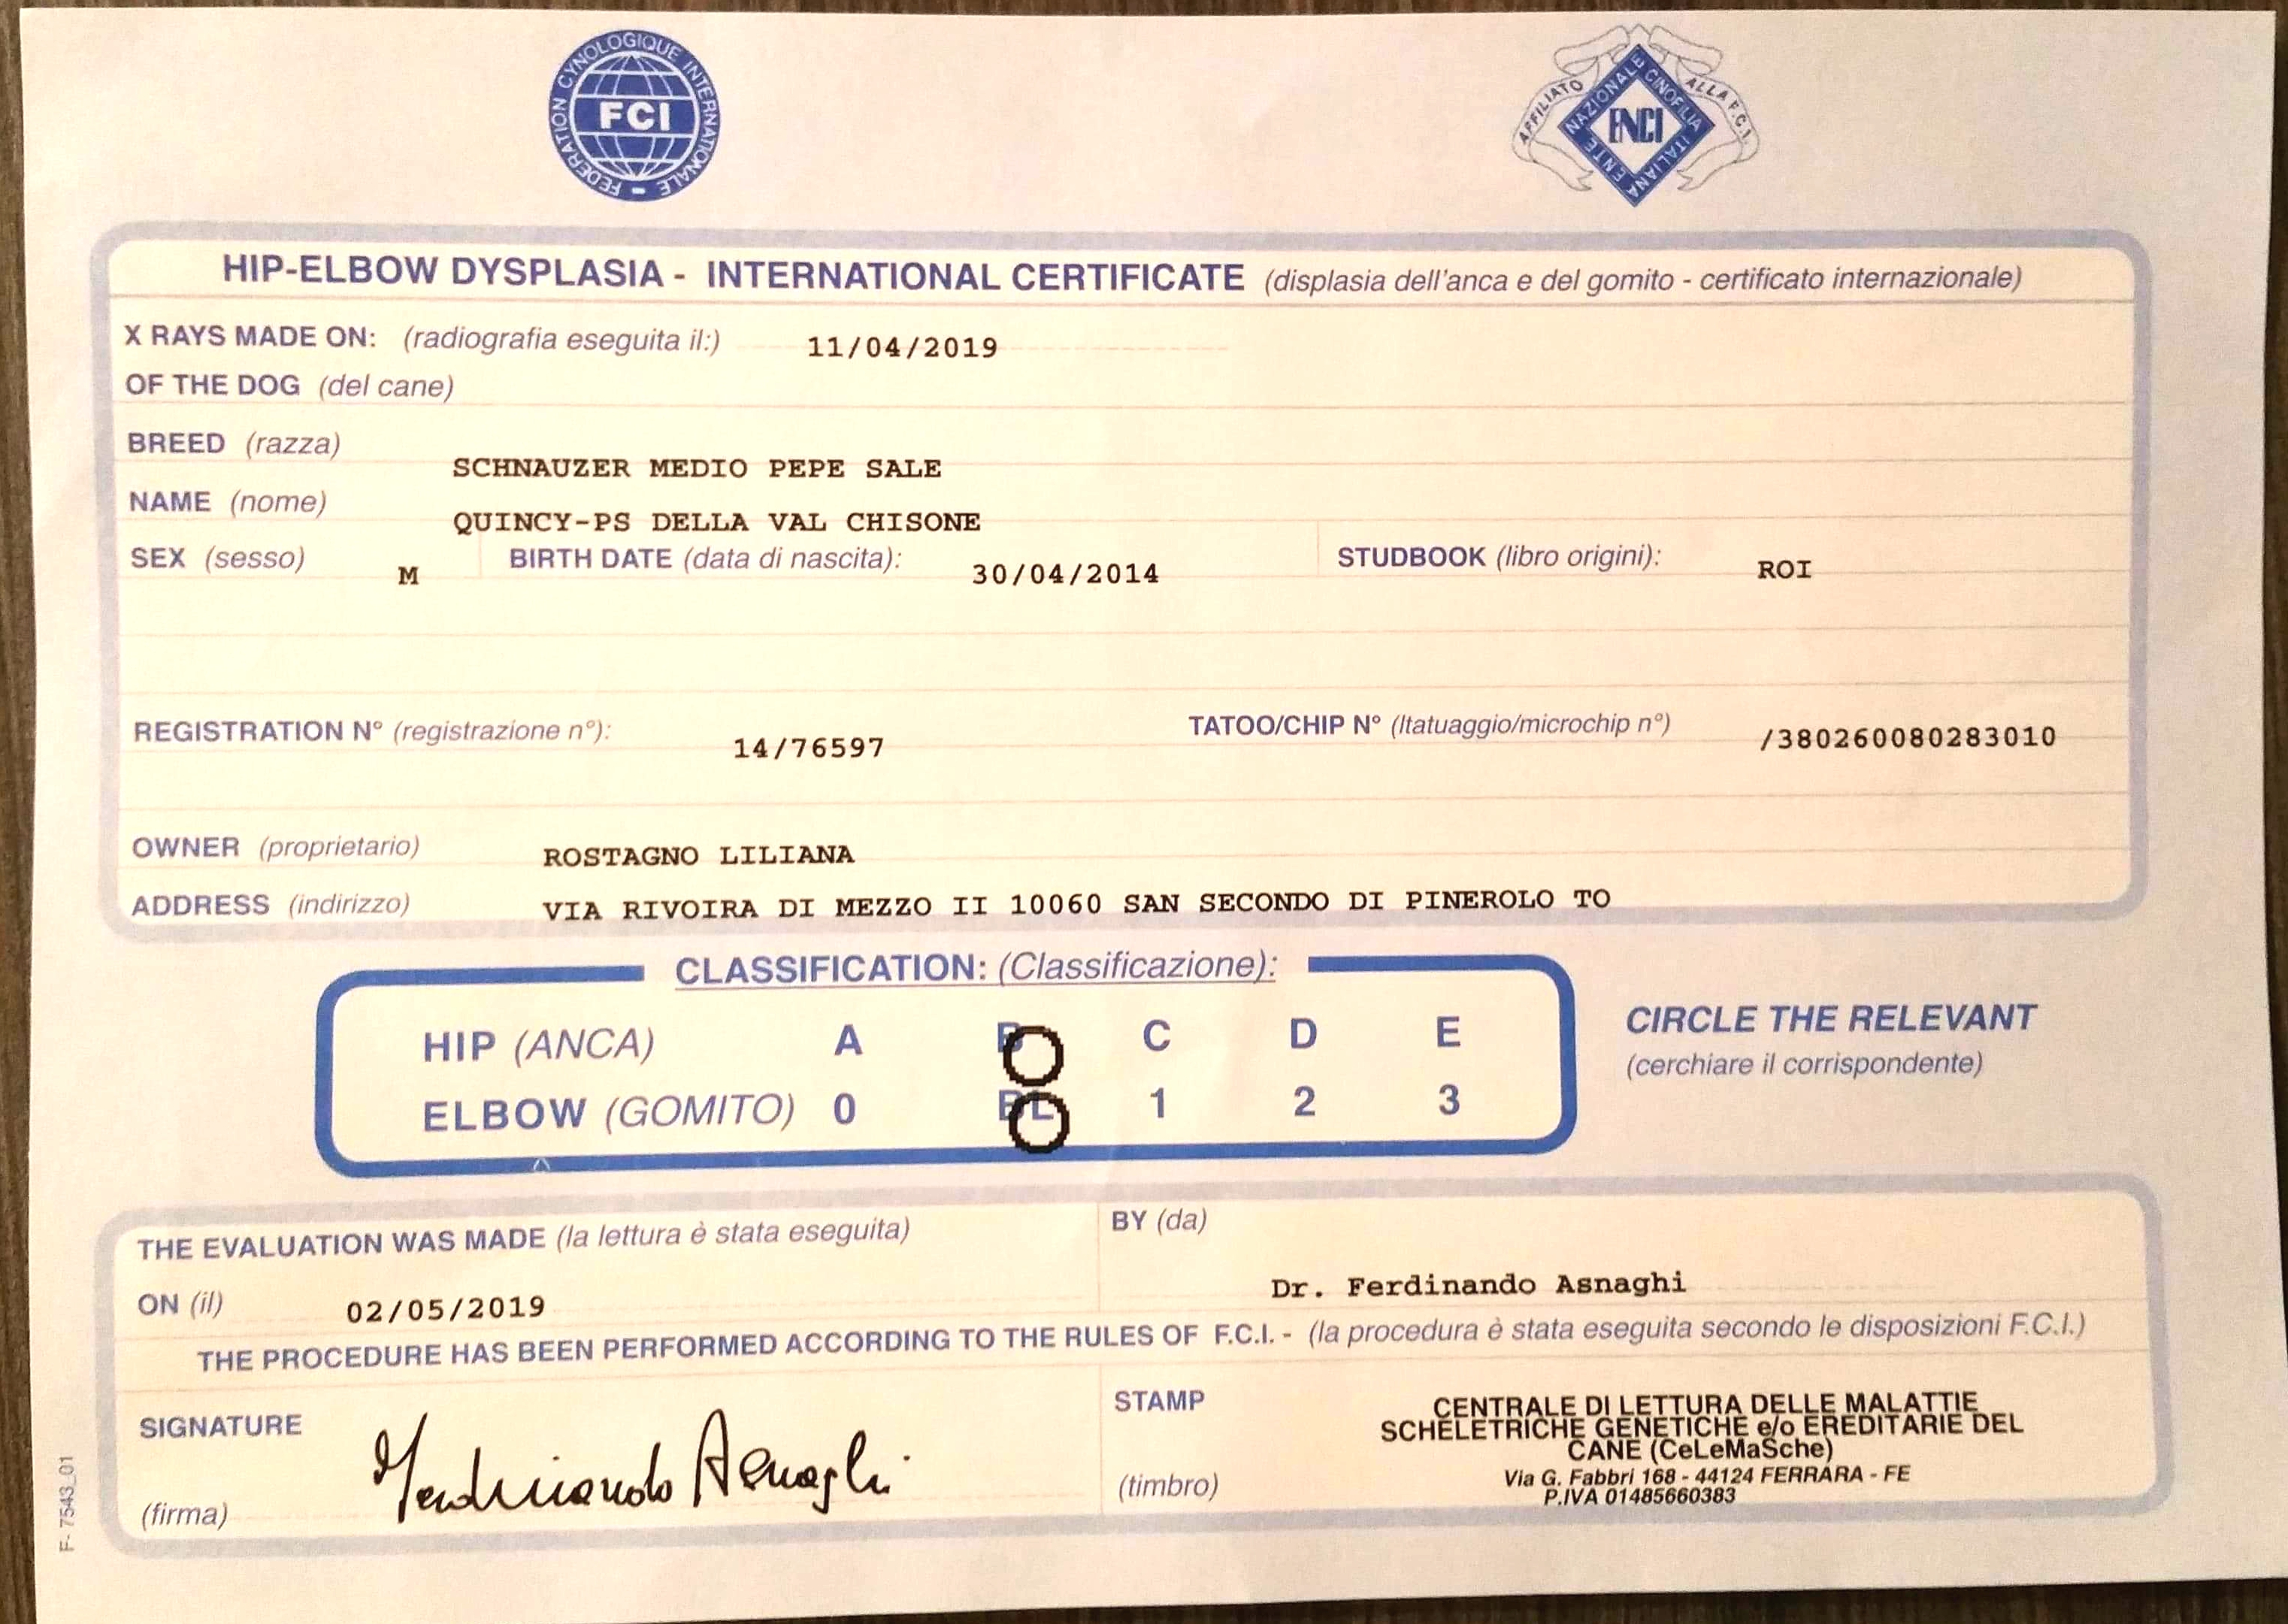 FEDERATION CYNOLOGIQUE INTERNATIONALE
FCI
AFFILIATO ALLA F.C.I.
ENTE NAZIONALE CINOFILIA ITALIANA
ENCI
HIP-ELBOW DYSPLASIA - INTERNATIONAL CERTIFICATE (displasia dell'anca e del gomito - certificato internazionale)
X RAYS MADE ON: (radiografia eseguita il:) 11/04/2019
OF THE DOG (del cane)
BREED (razza) SCHNAUZER MEDIO PEPE SALE
NAME (nome) QUINCY-PS DELLA VAL CHISONE
SEX (sesso) M BIRTH DATE (data di nascita): 30/04/2014 STUDBOOK (libro origini): ROI
REGISTRATION N° (registrazione n°): 14/76597 TATOO/CHIP N° (ltatuaggio/microchip n°) /380260080283010
OWNER (proprietario) ROSTAGNO LILIANA
ADDRESS (indirizzo) VIA RIVOIRA DI MEZZO II 10060 SAN SECONDO DI PINEROLO TO
CLASSIFICATION: (Classificazione):
HIP (ANCA) A B C D E
ELBOW (GOMITO) 0 BL 1 2 3
CIRCLE THE RELEVANT
(cerchiare il corrispondente)
THE EVALUATION WAS MADE (la lettura è stata eseguita) BY (da)
ON (il) 02/05/2019 Dr. Ferdinando Asnaghi
THE PROCEDURE HAS BEEN PERFORMED ACCORDING TO THE RULES OF F.C.I. - (la procedura è stata eseguita secondo le disposizioni F.C.I.)
SIGNATURE
(firma)
Ferdinando Asnaghi
STAMP
(timbro)
CENTRALE DI LETTURA DELLE MALATTIE
SCHELETRICHE GENETICHE e/o EREDITARIE DEL
CANE (CeLeMaSche)
Via G. Fabbri 168 - 44124 FERRARA - FE
P.IVA 01485660383
F- 7543_01